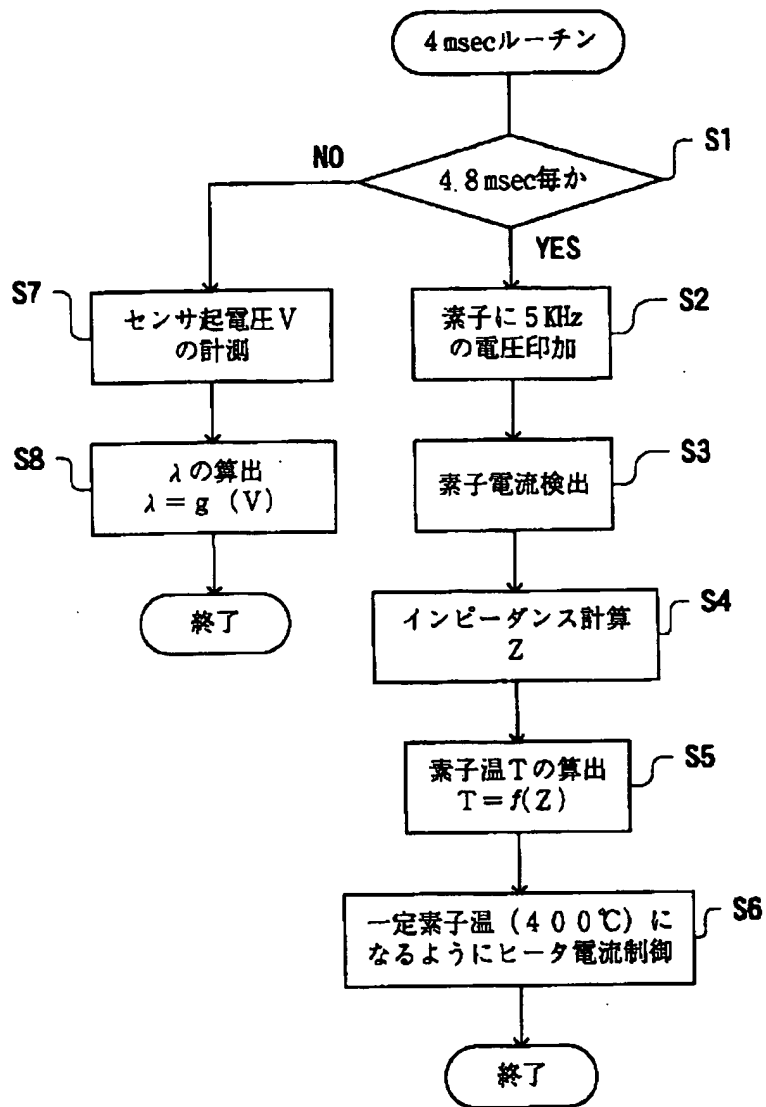 4msecルーチン
S1
NO
4.8msec毎か
YES
S7
センサ起電圧V
の計測
S2
素子に5KHz
の電圧印加
S8
λの算出
λ=g (V)
S3
素子電流検出
終了
S4
インピーダンス計算
Z
S5
素子温Tの算出
T=f(Z)
S6
一定素子温(400℃)に
なるようにヒータ電流制御
終了